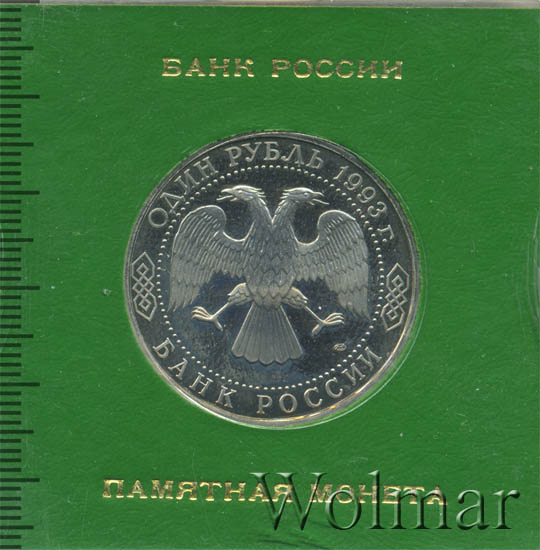 БАНК РОССИИ
ОДИН РУБЛЬ 1993 г.
БАНК РОССИИ
ПАМЯТНАЯ МОНЕТА
Wolmar